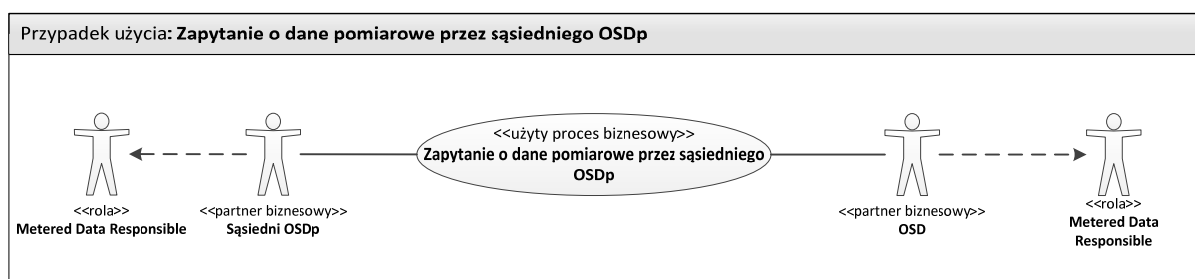 Przypadek użycia: Zapytanie o dane pomiarowe przez sąsiedniego OSDp
<<użyty proces biznesowy>>
Zapytanie o dane pomiarowe przez sąsiedniego
OSDp
<<rola>>
Metered Data Responsible
<<partner biznesowy>>
Sąsiedni OSDp
<<partner biznesowy>>
OSD
<<rola>>
Metered Data
Responsible